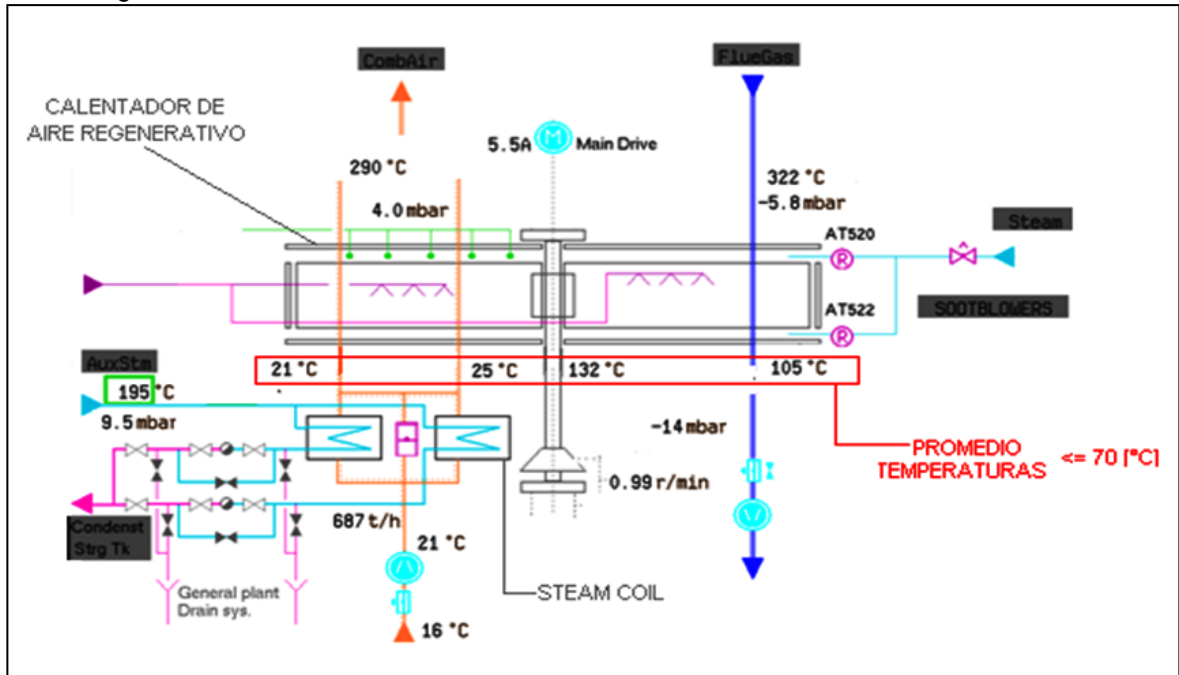 CombAir
FlueGas
CALENTADOR DE
AIRE REGENERATIVO
5.5A
M
Main Drive
290 °C
322 °C
4.0 mbar
-5.8 mbar
Steam
AT520
R
AT522
R
SOOTBLOWERS
AuxStm
21 °C
25 °C
132 °C
105 °C
195 °C
9.5 mbar
-14 mbar
PROMEDIO
TEMPERATURAS
<= 70 [°C]
0.99 r/min
687 t/h
Condenst
Strg Tk
21 °C
General plant
Drain sys.
STEAM COIL
16 °C